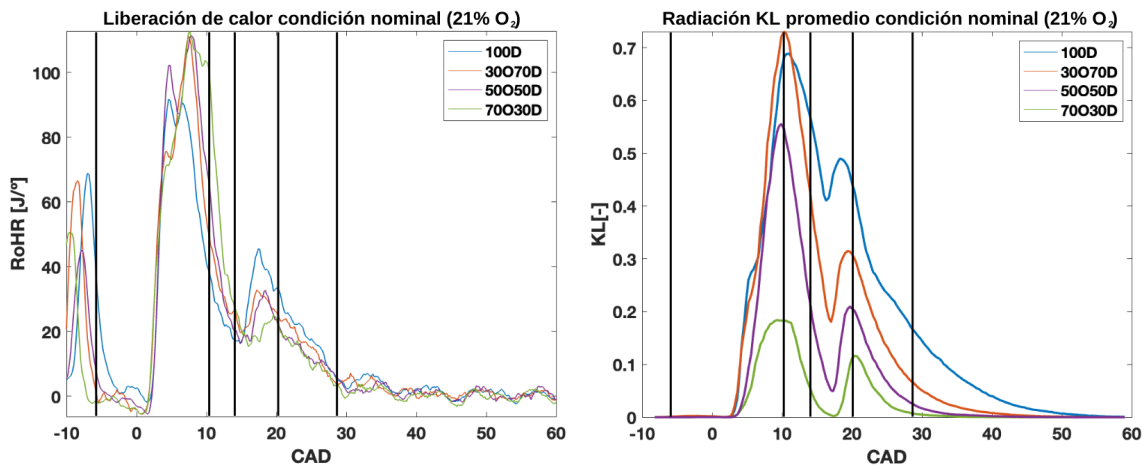 Liberación de calor condición nominal (21% O₂)
RoHR [J/º]
100
80
60
40
20
0
-10
0
10
20
30
40
50
60
CAD
100D
30O70D
50O50D
70O30D
Radiación KL promedio condición nominal (21% O₂)
KL[-]
0.7
0.6
0.5
0.4
0.3
0.2
0.1
0
-10
0
10
20
30
40
50
60
CAD
100D
30O70D
50O50D
70O30D